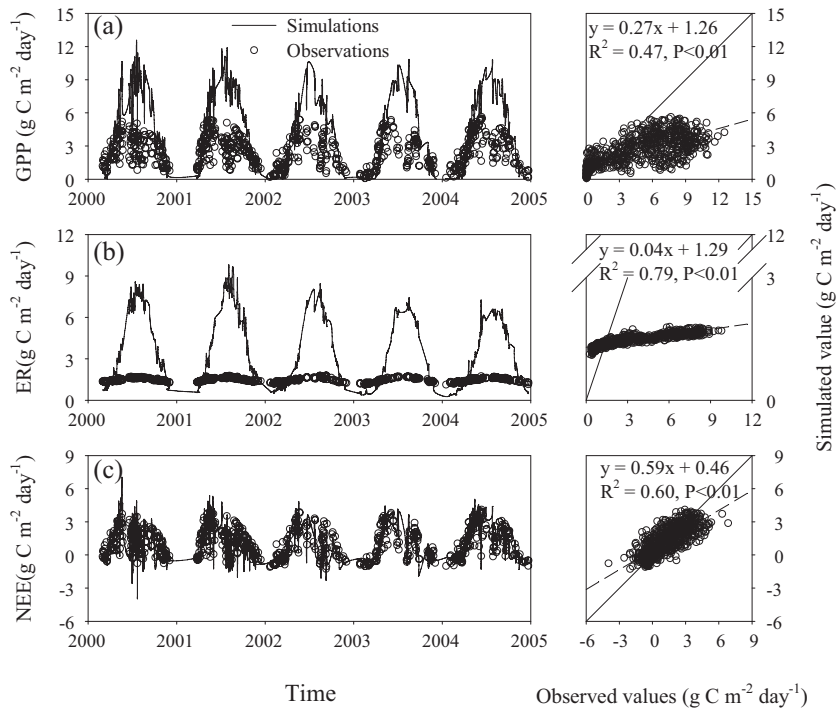 (a)
Simulations
Observations
GPP (g C m-2 day-1)
15
12
9
6
3
0
2000 2001 2002 2003 2004 2005
y = 0.27x + 1.26
R2 = 0.47, P<0.01
15
12
9
6
3
0
0 3 6 9 12 15
(b)
ER(g C m-2 day-1)
12
9
6
3
0
2000 2001 2002 2003 2004 2005
y = 0.04x + 1.29
R2 = 0.79, P<0.01
12
3
0
0 3 6 9 12
Simulated value (g C m-2 day-1)
(c)
NEE(g C m-2 day-1)
9
6
3
0
-3
-6
2000 2001 2002 2003 2004 2005
y = 0.59x + 0.46
R2 = 0.60, P<0.01
9
6
3
0
-3
-6
-6 -3 0 3 6 9
Time
Observed values (g C m-2 day-1)